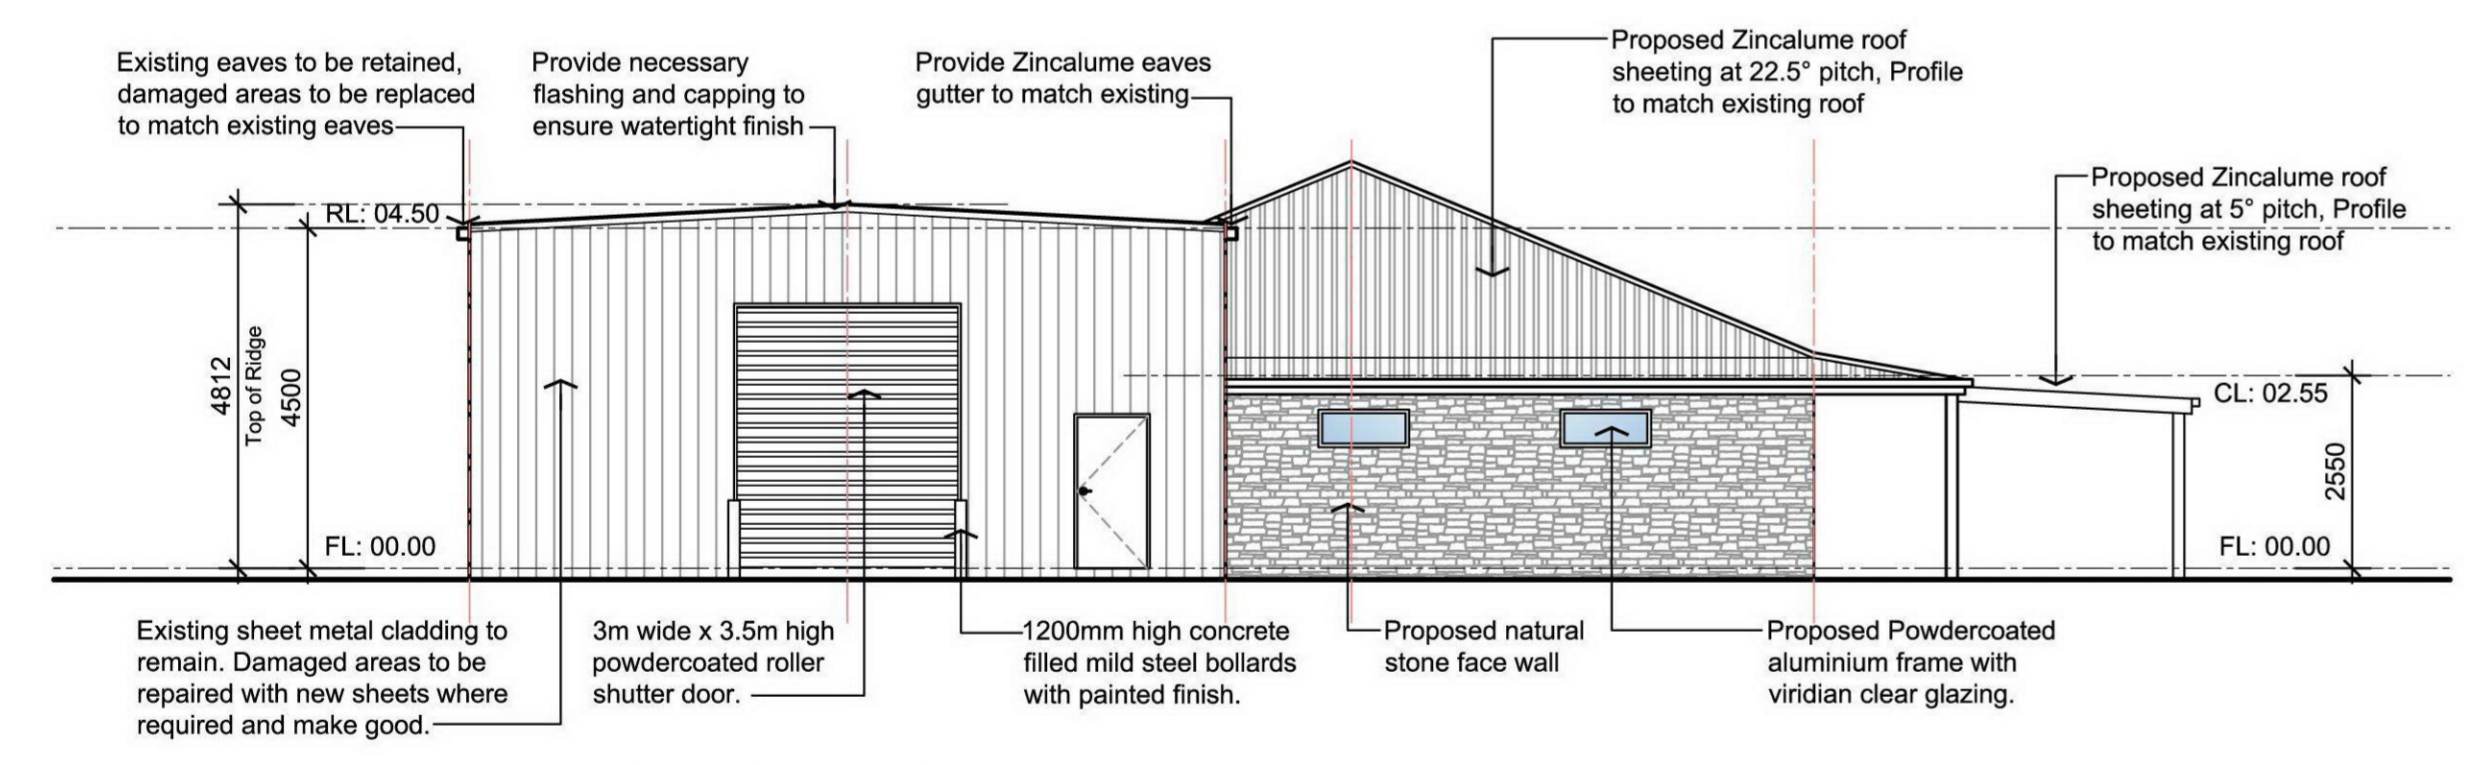 Existing eaves to be retained,
damaged areas to be replaced
to match existing eaves
Provide necessary
flashing and capping to
ensure watertight finish
Provide Zincalume eaves
gutter to match existing
Proposed Zincalume roof
sheeting at 22.5° pitch, Profile
to match existing roof
Proposed Zincalume roof
sheeting at 5° pitch, Profile
to match existing roof
RL: 04.50
4812
Top of Ridge
4500
FL: 00.00
CL: 02.55
2550
FL: 00.00
Existing sheet metal cladding to
remain. Damaged areas to be
repaired with new sheets where
required and make good.
3m wide x 3.5m high
powdercoated roller
shutter door.
1200mm high concrete
filled mild steel bollards
with painted finish.
Proposed natural
stone face wall
Proposed Powdercoated
aluminium frame with
viridian clear glazing.